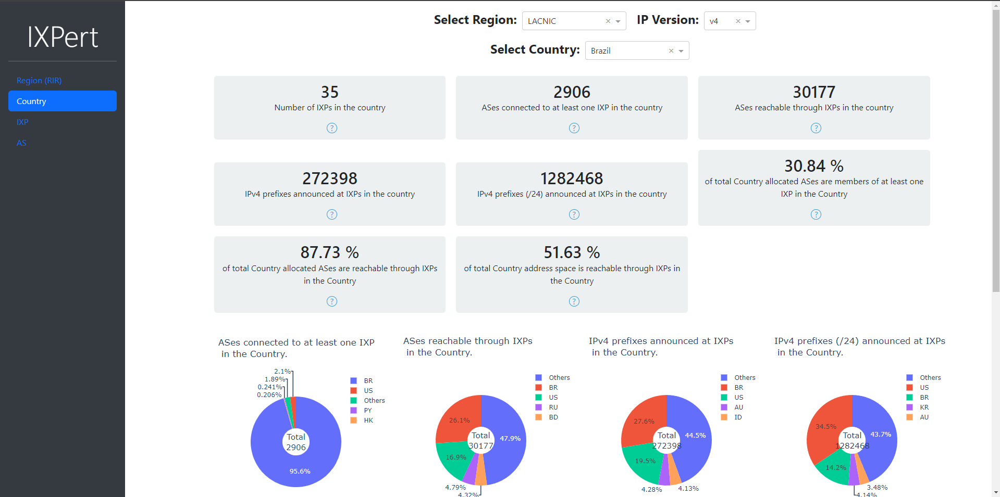 IXPert
Region (RIR)
Country
IXP
AS
Select Region: LACNIC × IP Version: v4 ×
Select Country: Brazil ×
35
Number of IXPs in the country
?
2906
ASes connected to at least one IXP in the country
?
30177
ASes reachable through IXPs in the country
?
272398
IPv4 prefixes announced at IXPs in the country
?
1282468
IPv4 prefixes (/24) announced at IXPs in the country
?
30.84 %
of total Country allocated ASes are members of at least one
IXP in the Country
?
87.73 %
of total Country allocated ASes are reachable through IXPs
in the Country
?
51.63 %
of total Country address space is reachable through IXPs in
the Country
?
ASes connected to at least one IXP
in the Country.
2.1%
1.89%
0.241%
0.206%
Total
2906
95.6%
BR
US
Others
PY
HK
ASes reachable through IXPs
in the Country.
26.1%
47.9%
Total
30177
16.9%
4.79%
4.32%
Others
BR
US
RU
BD
IPv4 prefixes announced at IXPs
in the Country.
27.6%
44.5%
Total
272398
19.5%
4.28%
4.13%
Others
BR
US
AU
ID
IPv4 prefixes (/24) announced at IXPs
in the Country.
34.5%
43.7%
Total
1282468
14.2%
3.48%
4.14%
Others
US
BR
KR
AU